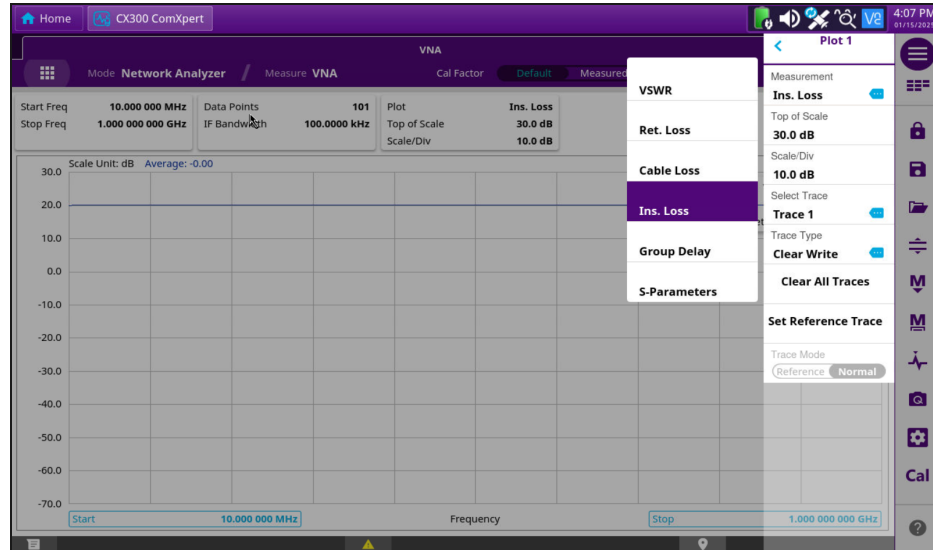 Home
CX300 ComXpert
4:07 PM
01/15/202
VNA
Mode Network Analyzer / Measure VNA
Cal Factor Default Measured
Start Freq 10.000 000 MHz
Stop Freq 1.000 000 000 GHz
Data Points 101
IF Bandwidth 100.0000 kHz
Plot Ins. Loss
Top of Scale 30.0 dB
Scale/Div 10.0 dB
Scale Unit: dB Average: -0.00
30.0
20.0
10.0
0.0
-10.0
-20.0
-30.0
-40.0
-50.0
-60.0
-70.0
Start 10.000 000 MHz
Frequency
Stop 1.000 000 000 GHz
VSWR
Ret. Loss
Cable Loss
Ins. Loss
Group Delay
S-Parameters
Plot 1
Measurement
Ins. Loss
Top of Scale
30.0 dB
Scale/Div
10.0 dB
Select Trace
Trace 1
Trace Type
Clear Write
Clear All Traces
Set Reference Trace
Trace Mode
Reference Normal
M
M
Cal